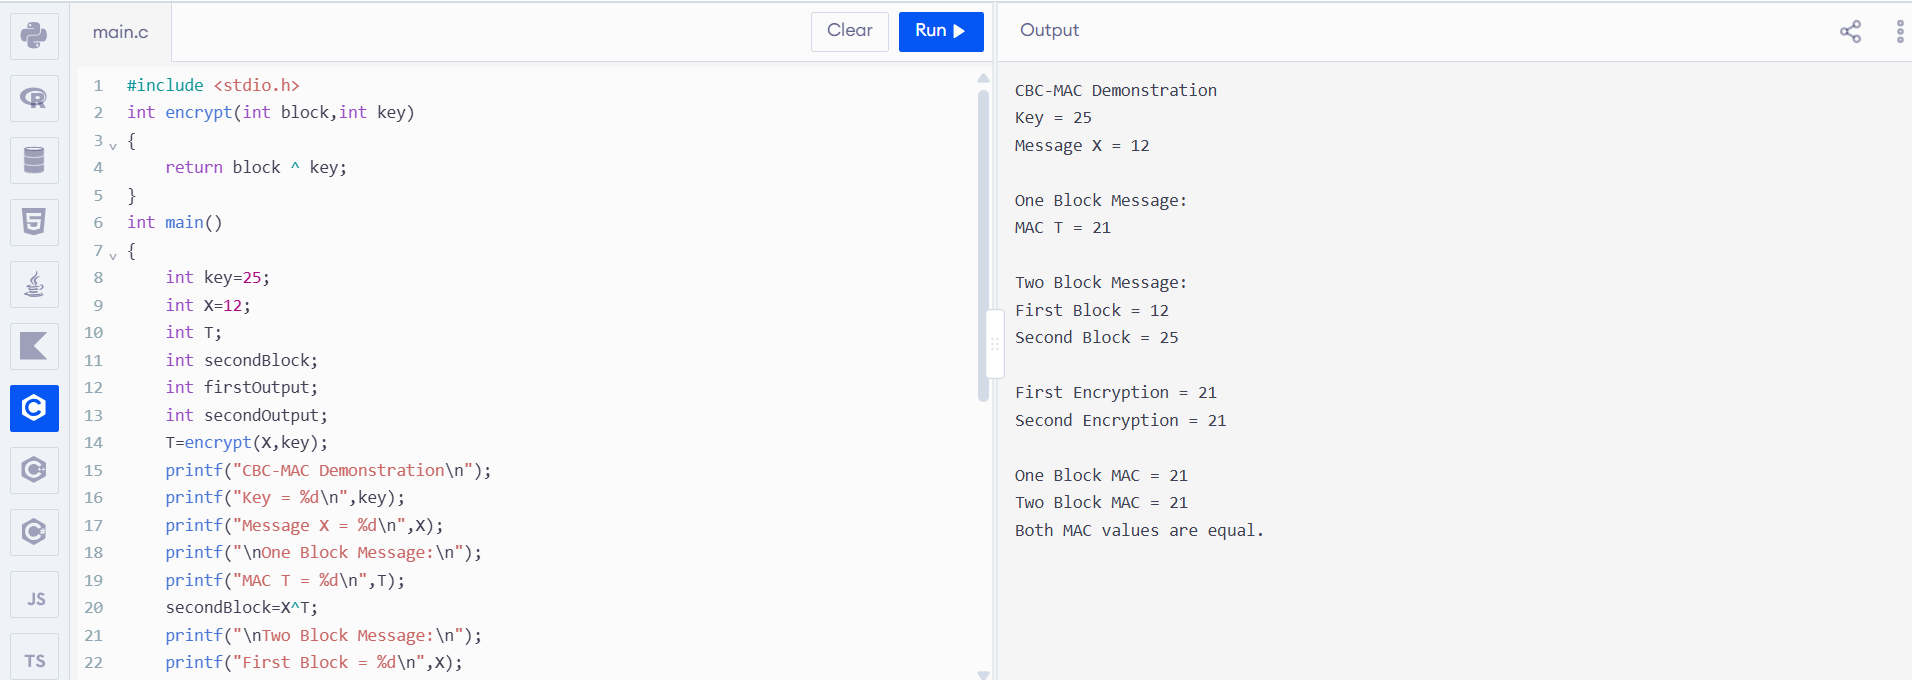 main.c
Clear
Run
1 #include <stdio.h>
2 int encrypt(int block,int key)
3 {
4     return block ^ key;
5 }
6 int main()
7 {
8     int key=25;
9     int X=12;
10     int T;
11     int secondBlock;
12     int firstOutput;
13     int secondOutput;
14     T=encrypt(X,key);
15     printf("CBC-MAC Demonstration\n");
16     printf("Key = %d\n",key);
17     printf("Message X = %d\n",X);
18     printf("\nOne Block Message:\n");
19     printf("MAC T = %d\n",T);
20     secondBlock=X^T;
21     printf("\nTwo Block Message:\n");
22     printf("First Block = %d\n",X);
JS
TS
Output
CBC-MAC Demonstration
Key = 25
Message X = 12
One Block Message:
MAC T = 21
Two Block Message:
First Block = 12
Second Block = 25
First Encryption = 21
Second Encryption = 21
One Block MAC = 21
Two Block MAC = 21
Both MAC values are equal.